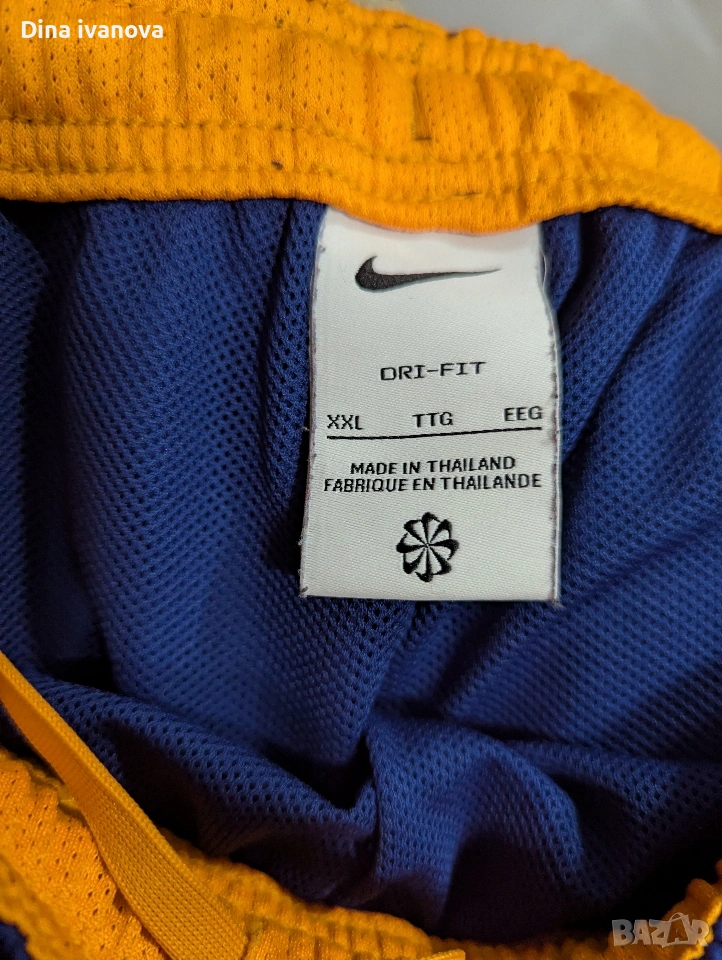 Dina ivanova
DRI-FIT
XXL TTG EEG
MADE IN THAILAND
FABRIQUE EN THAILANDE
BAZAR